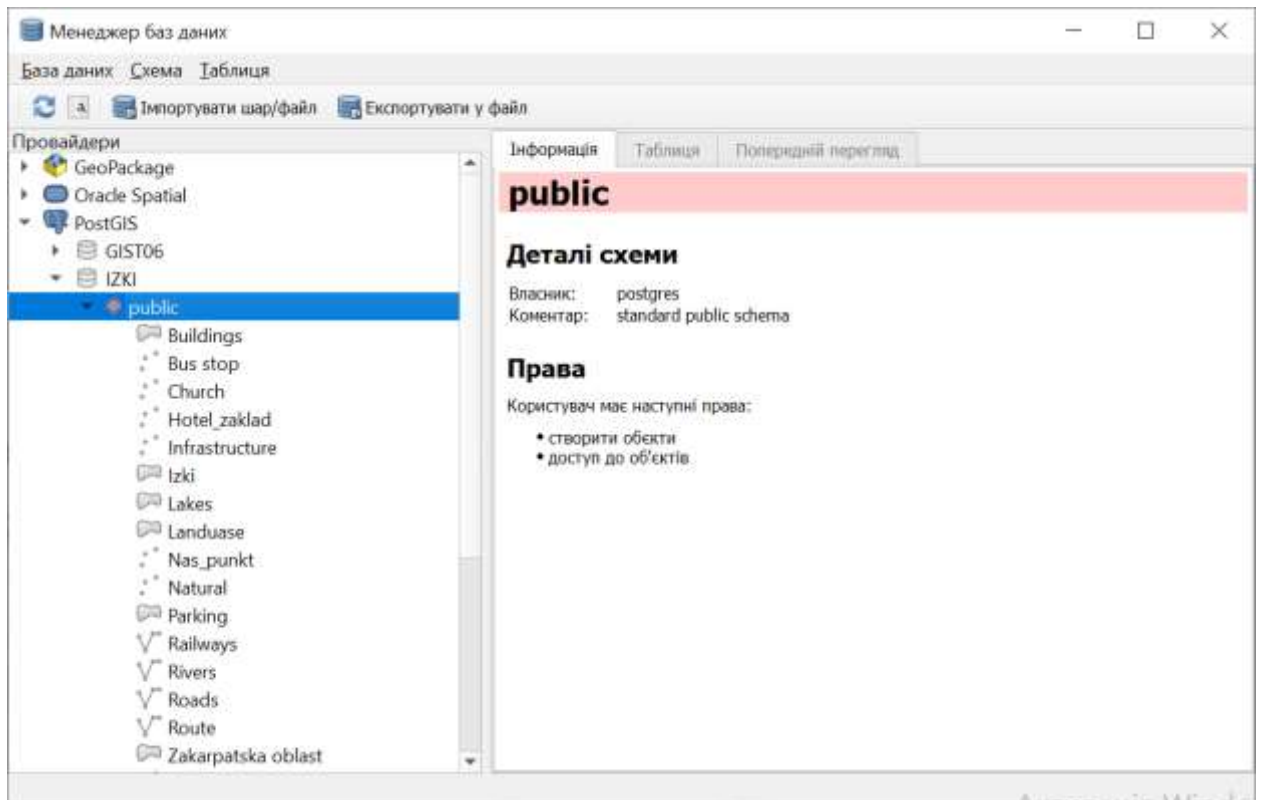 Менеджер баз даних
База даних Схема Таблиця
Імпортувати шар/файл Експортувати у файл
Провайдери
GeoPackage
Oracle Spatial
PostGIS
GIST06
IZKI
public
Buildings
Bus stop
Church
Hotel_zaklad
Infrastructure
Izki
Lakes
Landuase
Nas_punkt
Natural
Parking
Railways
Rivers
Roads
Route
Zakarpatska oblast
Інформація Таблиця Попередній перегляд
public
Деталі схеми
Власник: postgres
Коментар: standard public schema
Права
Користувач має наступні права:
• створити обєкти
• доступ до об'єктів